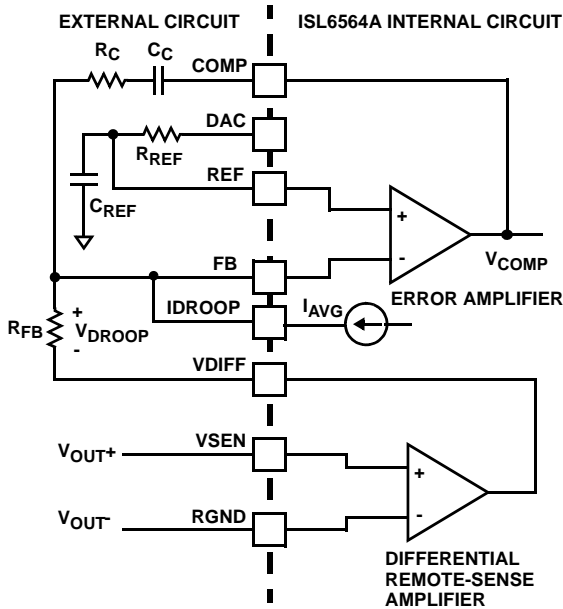 EXTERNAL CIRCUIT
ISL6564A INTERNAL CIRCUIT
RC
CC
COMP
DAC
RREF
REF
CREF
+
-
VCOMP
FB
ERROR AMPLIFIER
IDROOP
IAVG
RFB
+
VDROOP
-
VDIFF
VOUT+
VSEN
+
-
VOUT-
RGND
DIFFERENTIAL
REMOTE-SENSE
AMPLIFIER